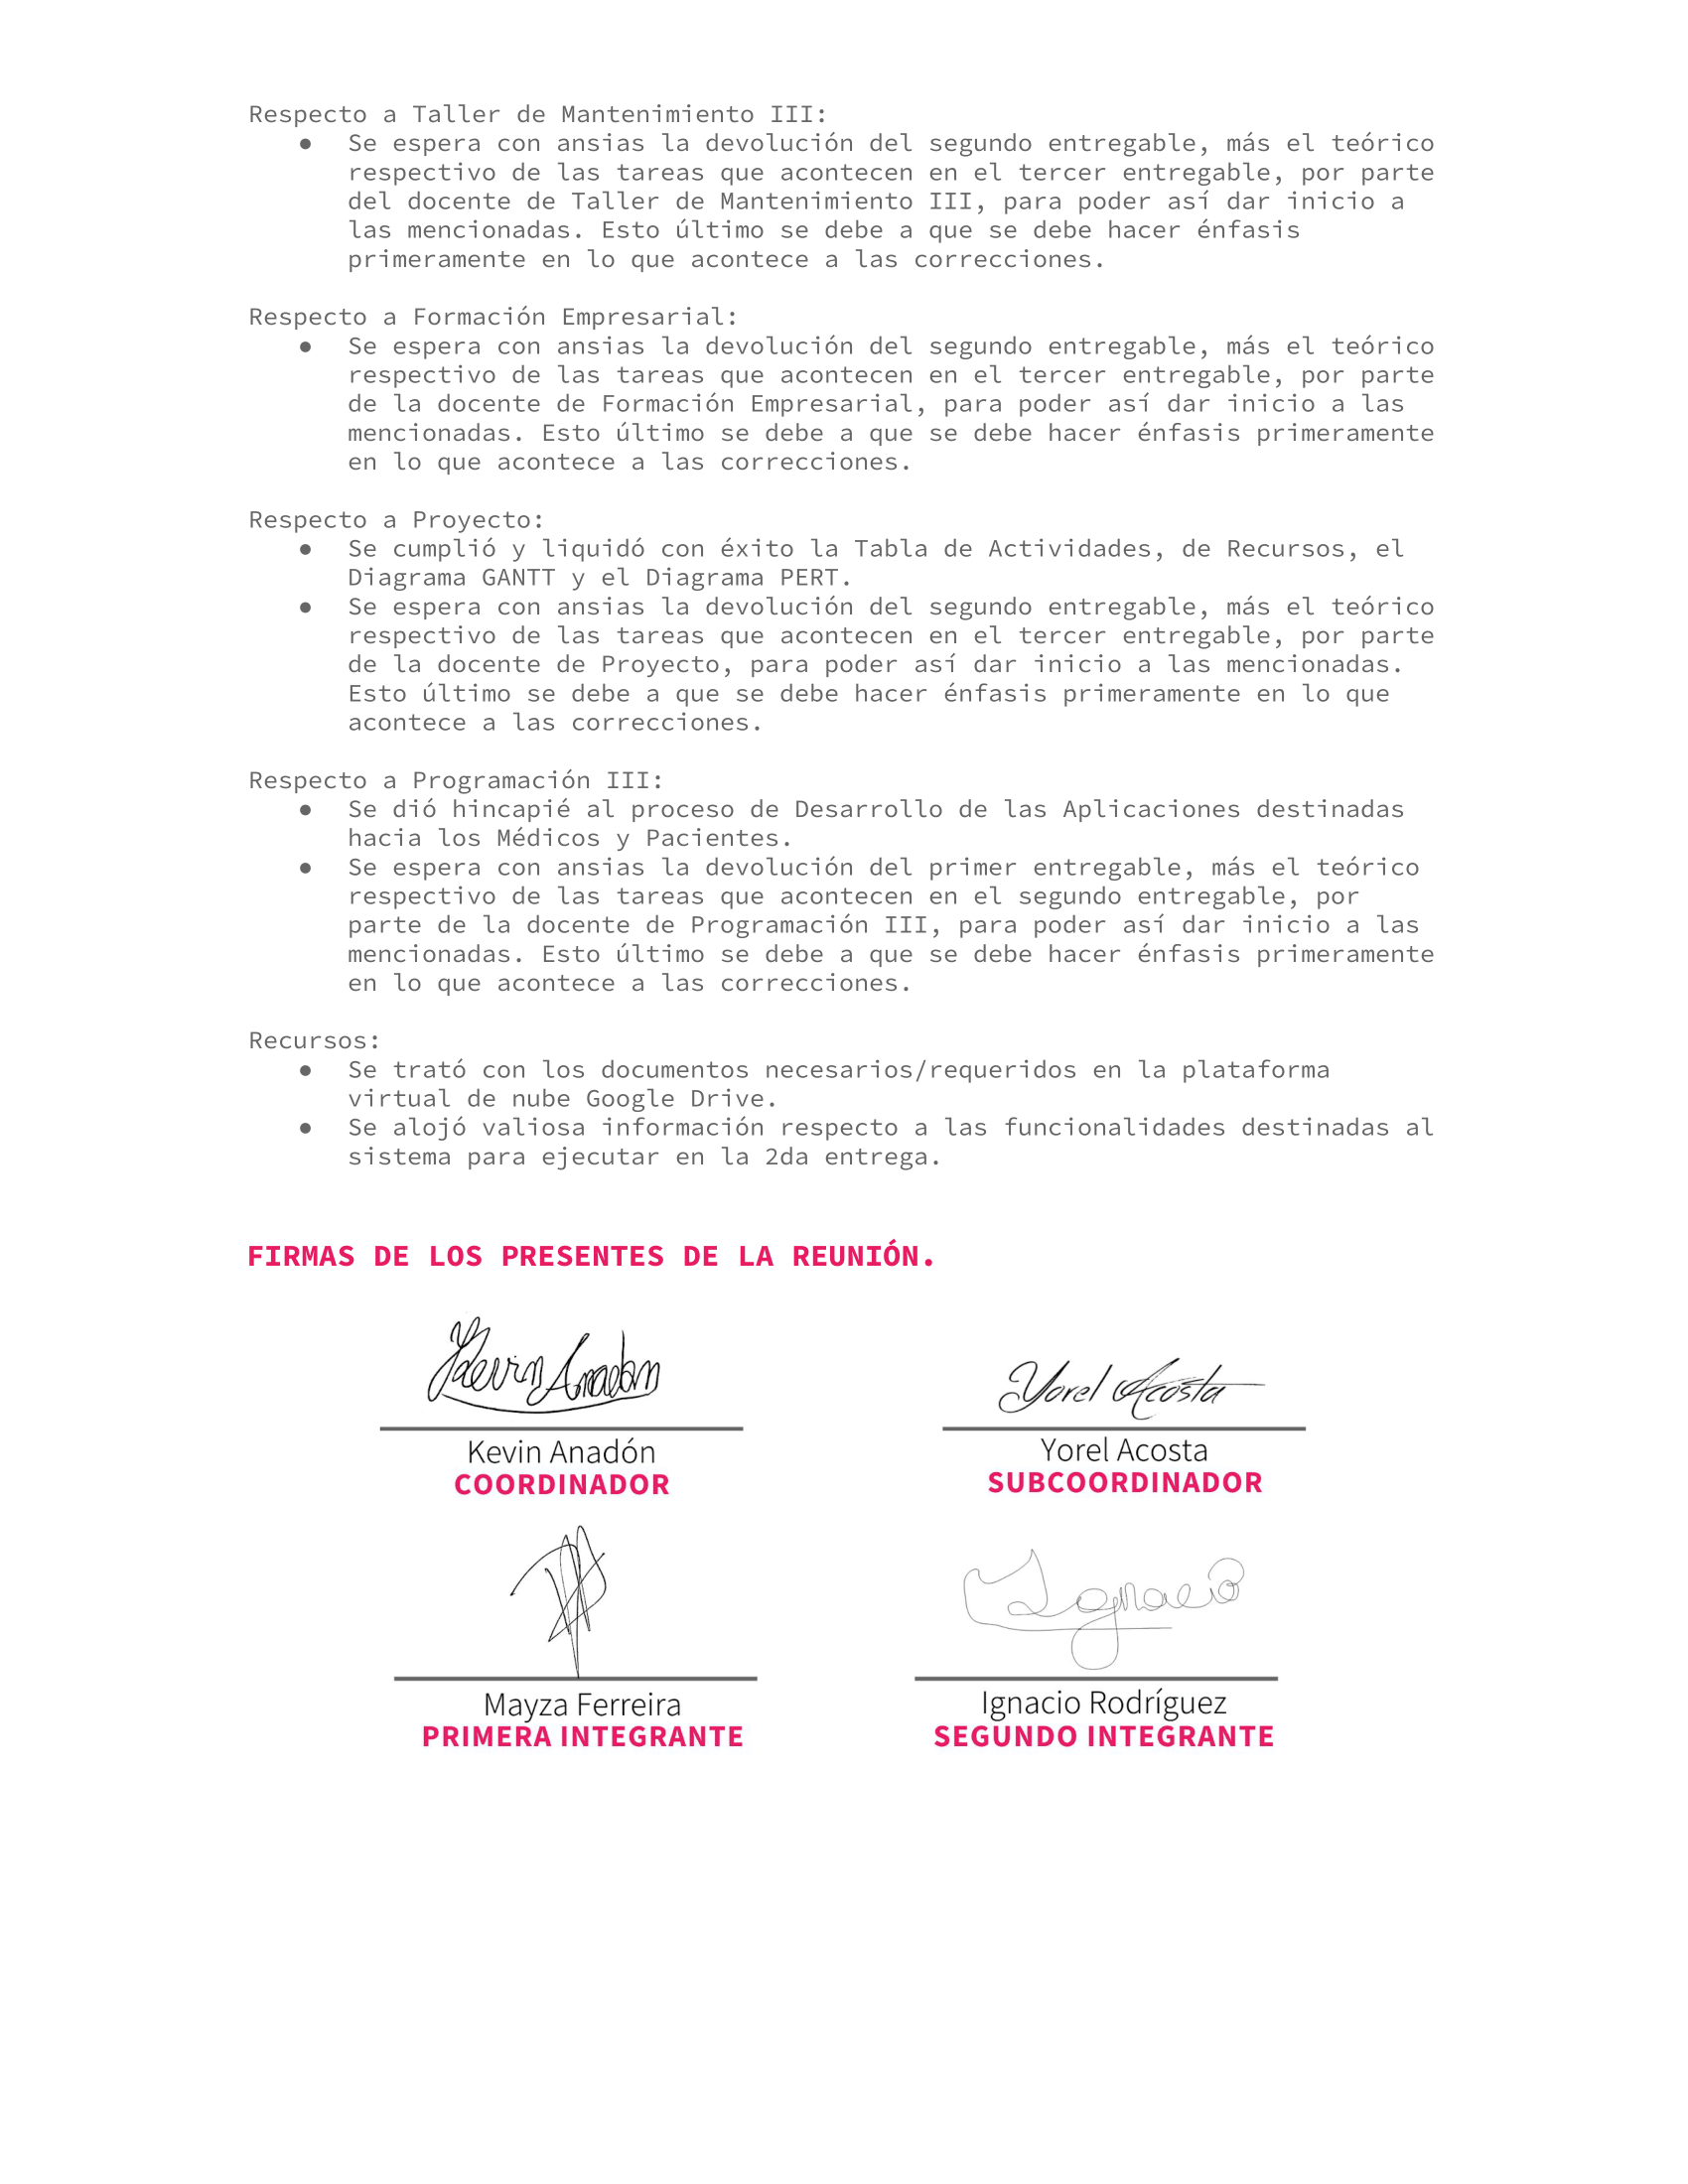 Respecto a Taller de Mantenimiento III:
● Se espera con ansias la devolución del segundo entregable, más el teórico
respectivo de las tareas que acontecen en el tercer entregable, por parte
del docente de Taller de Mantenimiento III, para poder así dar inicio a
las mencionadas. Esto último se debe a que se debe hacer énfasis
primeramente en lo que acontece a las correcciones.
Respecto a Formación Empresarial:
● Se espera con ansias la devolución del segundo entregable, más el teórico
respectivo de las tareas que acontecen en el tercer entregable, por parte
de la docente de Formación Empresarial, para poder así dar inicio a las
mencionadas. Esto último se debe a que se debe hacer énfasis primeramente
en lo que acontece a las correcciones.
Respecto a Proyecto:
● Se cumplió y liquidó con éxito la Tabla de Actividades, de Recursos, el
Diagrama GANTT y el Diagrama PERT.
● Se espera con ansias la devolución del segundo entregable, más el teórico
respectivo de las tareas que acontecen en el tercer entregable, por parte
de la docente de Proyecto, para poder así dar inicio a las mencionadas.
Esto último se debe a que se debe hacer énfasis primeramente en lo que
acontece a las correcciones.
Respecto a Programación III:
● Se dió hincapié al proceso de Desarrollo de las Aplicaciones destinadas
hacia los Médicos y Pacientes.
● Se espera con ansias la devolución del primer entregable, más el teórico
respectivo de las tareas que acontecen en el segundo entregable, por
parte de la docente de Programación III, para poder así dar inicio a las
mencionadas. Esto último se debe a que se debe hacer énfasis primeramente
en lo que acontece a las correcciones.
Recursos:
● Se trató con los documentos necesarios/requeridos en la plataforma
virtual de nube Google Drive.
● Se alojó valiosa información respecto a las funcionalidades destinadas al
sistema para ejecutar en la 2da entrega.
FIRMAS DE LOS PRESENTES DE LA REUNIÓN.
Kevin Anadón
Yorel Acosta
Kevin Anadón
COORDINADOR
Yorel Acosta
SUBCOORDINADOR
Ignacio
Mayza Ferreira
PRIMERA INTEGRANTE
Ignacio Rodríguez
SEGUNDO INTEGRANTE